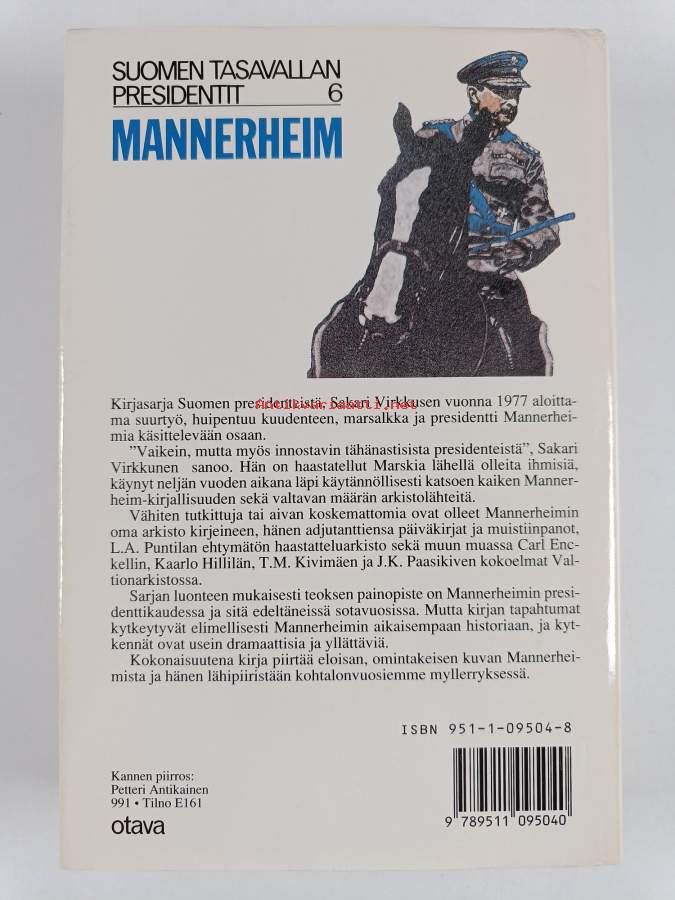 SUOMEN TASAVALLAN
PRESIDENTIT 6
MANNERHEIM
Kirjasarja Suomen presidenteistä, Sakari Virkkusen vuonna 1977 aloitta-
ma suurtyö, huipentuu kuudenteen, marsalkka ja presidentti Mannerhei-
mia käsittelevään osaan.
”Vaikein, mutta myös innostavin tähänastisista presidenteistä”, Sakari
Virkkunen sanoo. Hän on haastatellut Marskia lähellä olleita ihmisiä,
käynyt neljän vuoden aikana läpi käytännöllisesti katsoen kaiken Manner-
heim-kirjallisuuden sekä valtavan määrän arkistolähteitä.
Vähiten tutkittuja tai aivan koskemattomia ovat olleet Mannerheimin
oma arkisto kirjeineen, hänen adjutanttiensa päiväkirjat ja muistiinpanot,
L.A. Puntilan ehtymätön haastatteluarkisto sekä muun muassa Carl Enc-
kellin, Kaarlo Hillilän, T.M. Kivimäen ja J.K. Paasikiven kokoelmat Val-
tionarkistossa.
Sarjan luonteen mukaisesti teoksen painopiste on Mannerheimin presi-
denttikaudessa ja sitä edeltäneissä sotavuosissa. Mutta kirjan tapahtumat
kytkeytyvät elimellisesti Mannerheimin aikaisempaan historiaan, ja kyt-
kennät ovat usein dramaattisia ja yllättäviä.
Kokonaisuutena kirja piirtää eloisan, omintakeisen kuvan Mannerhei-
mista ja hänen lähipiiristään kohtalonvuosiemme myllerryksessä.
antikvariaatti.net
ISBN 951-1-09504-8
Kannen piirros:
Petteri Antikainen
991 • Tilno E161
otava
9 789511 095040